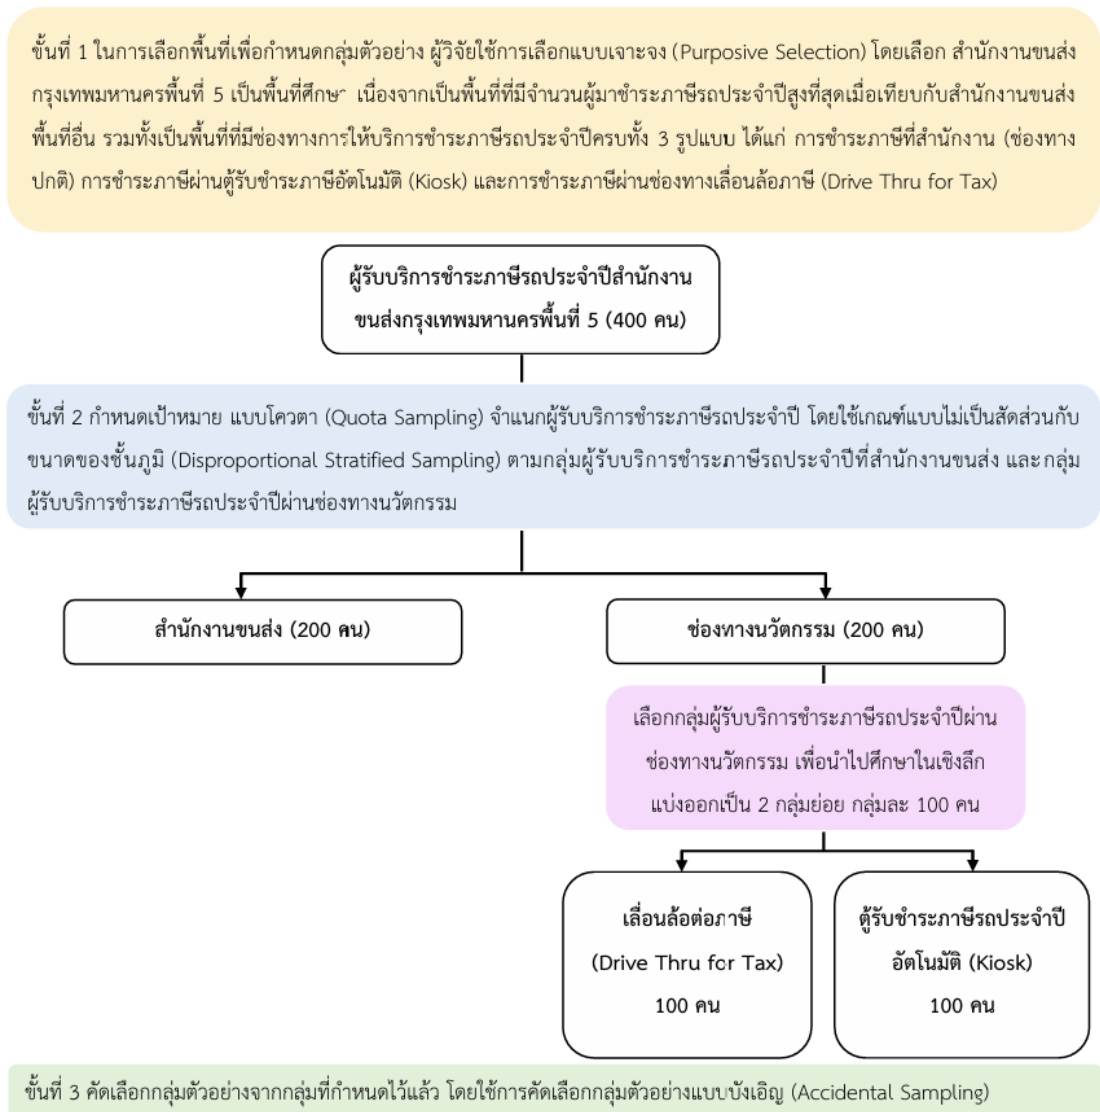 ขั้นที่ 1 ในการเลือกพื้นที่เพื่อกำหนดกลุ่มตัวอย่าง ผู้วิจัยใช้การเลือกแบบเจาะจง (Purposive Selection) โดยเลือก สำนักงานขนส่ง
กรุงเทพมหานครพื้นที่ 5 เป็นพื้นที่ศึกษา เนื่องจากเป็นพื้นที่ที่มีจำนวนผู้มาชำระภาษีรถประจำปีสูงที่สุดเมื่อเทียบกับสำนักงานขนส่ง
พื้นที่อื่น รวมทั้งเป็นพื้นที่ที่มีช่องทางการให้บริการชำระภาษีรถประจำปีครบทั้ง 3 รูปแบบ ได้แก่ การชำระภาษีที่สำนักงาน (ช่องทาง
ปกติ) การชำระภาษีผ่านตู้รับชำระภาษีอัตโนมัติ (Kiosk) และการชำระภาษีผ่านช่องทางเลื่อนล้อภาษี (Drive Thru for Tax)
ผู้รับบริการชำระภาษีรถประจำปีสำนักงาน
ขนส่งกรุงเทพมหานครพื้นที่ 5 (400 คน)
ขั้นที่ 2 กำหนดเป้าหมาย แบบโควตา (Quota Sampling) จำแนกผู้รับบริการชำระภาษีรถประจำปี โดยใช้เกณฑ์แบบไม่เป็นสัดส่วนกับ
ขนาดของชั้นภูมิ (Disproportional Stratified Sampling) ตามกลุ่มผู้รับบริการชำระภาษีรถประจำปีที่สำนักงานขนส่ง และกลุ่ม
ผู้รับบริการชำระภาษีรถประจำปีผ่านช่องทางนวัตกรรม
สำนักงานขนส่ง (200 คน)
ช่องทางนวัตกรรม (200 คน)
เลือกกลุ่มผู้รับบริการชำระภาษีรถประจำปีผ่าน
ช่องทางนวัตกรรม เพื่อนำไปศึกษาในเชิงลึก
แบ่งออกเป็น 2 กลุ่มย่อย กลุ่มละ 100 คน
เลื่อนล้อต่อภาษี
(Drive Thru for Tax)
100 คน
ตู้รับชำระภาษีรถประจำปี
อัตโนมัติ (Kiosk)
100 คน
ขั้นที่ 3 คัดเลือกกลุ่มตัวอย่างจากกลุ่มที่กำหนดไว้แล้ว โดยใช้การคัดเลือกกลุ่มตัวอย่างแบบบังเอิญ (Accidental Sampling)